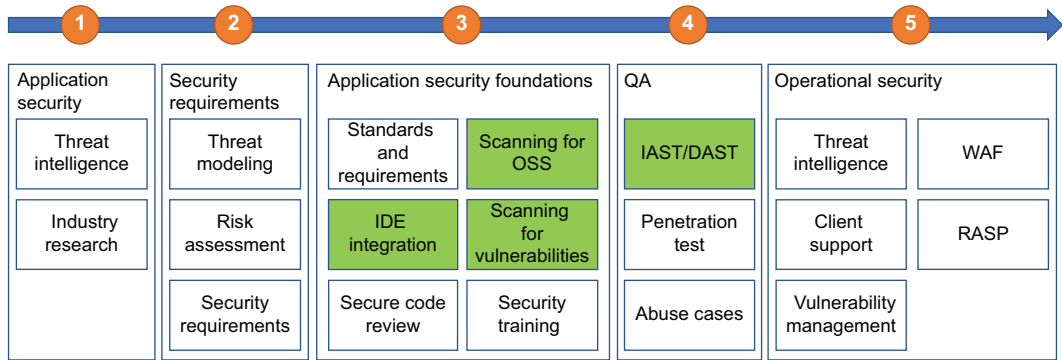 1
2
3
4
5
Application
security
Threat
intelligence
Industry
research
Security
requirements
Threat
modeling
Risk
assessment
Security
requirements
Application security foundations
Standards
and
requirements
Scanning for
OSS
IDE
integration
Scanning
for
vulnerabilities
Secure code
review
Security
training
QA
IAST/DAST
Penetration
test
Abuse cases
Operational security
Threat
intelligence
WAF
Client
support
RASP
Vulnerability
management